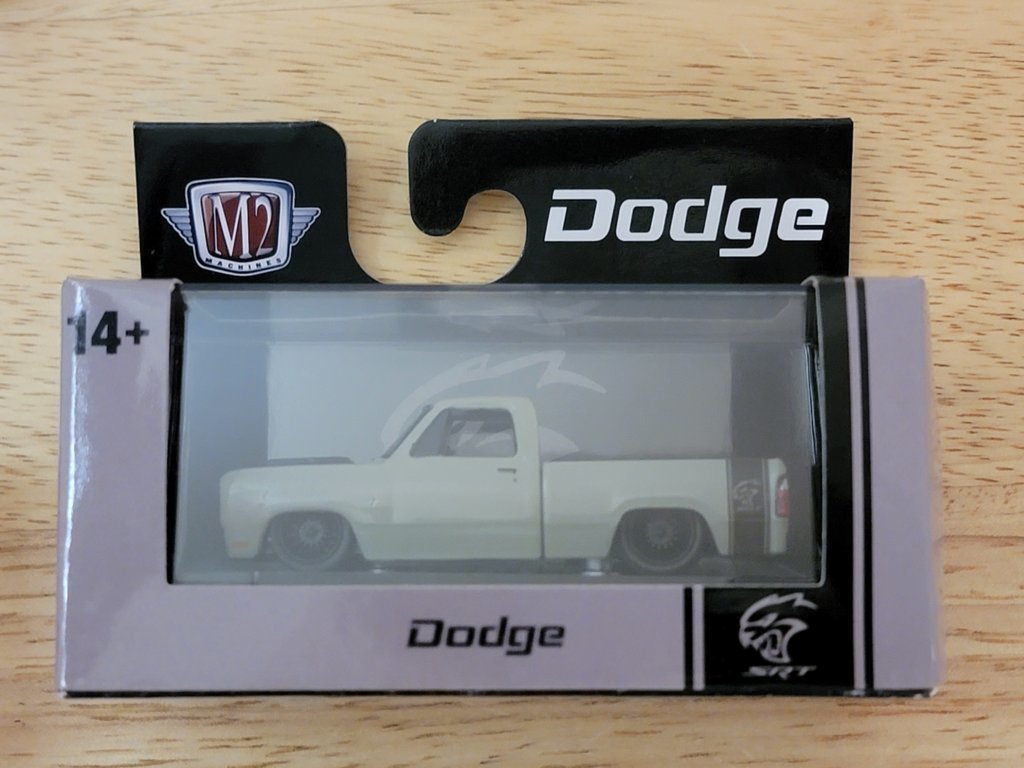 M2
MACHINES
Dodge
14+
Dodge
SRT